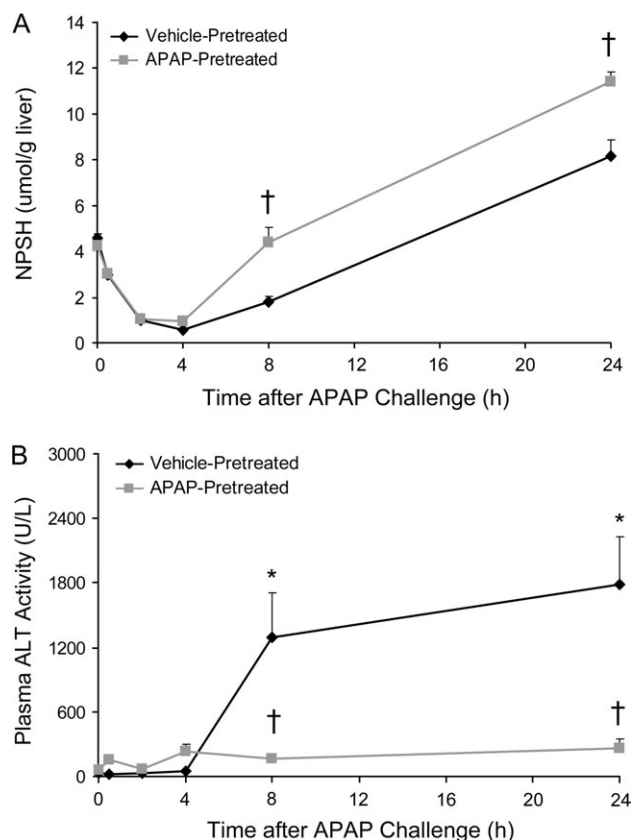 A
14
Vehicle-Pretreated
APAP-Pretreated
†
†
12
10
8
6
4
2
0
NPSH (umol/g liver)
0 4 8 12 16 20 24
Time after APAP Challenge (h)
B
3000
Vehicle-Pretreated
APAP-Pretreated
2400
1800
1200
600
0
Plasma ALT Activity (U/L)
*
*
†
†
0 4 8 12 16 20 24
Time after APAP Challenge (h)